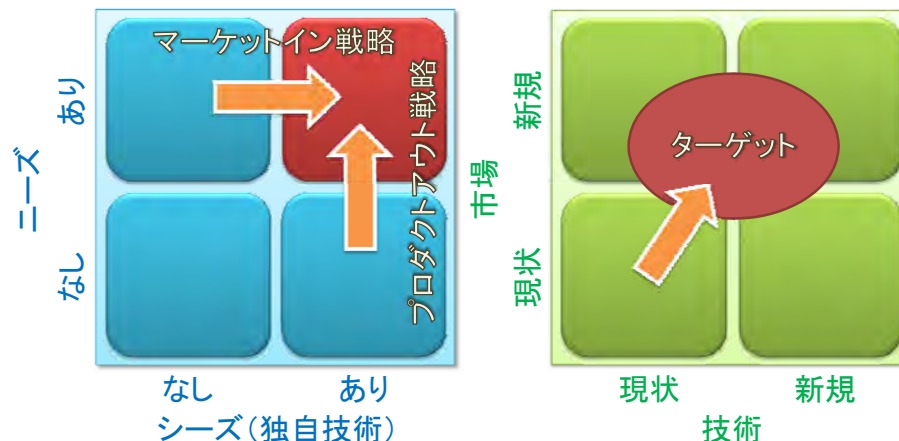 マーケットイン戦略
プロダクトアウト戦略
ニーズ
あり
なし
なし
あり
シーズ（独自技術）
ターゲット
市場
新規
現状
現状
新規
技術